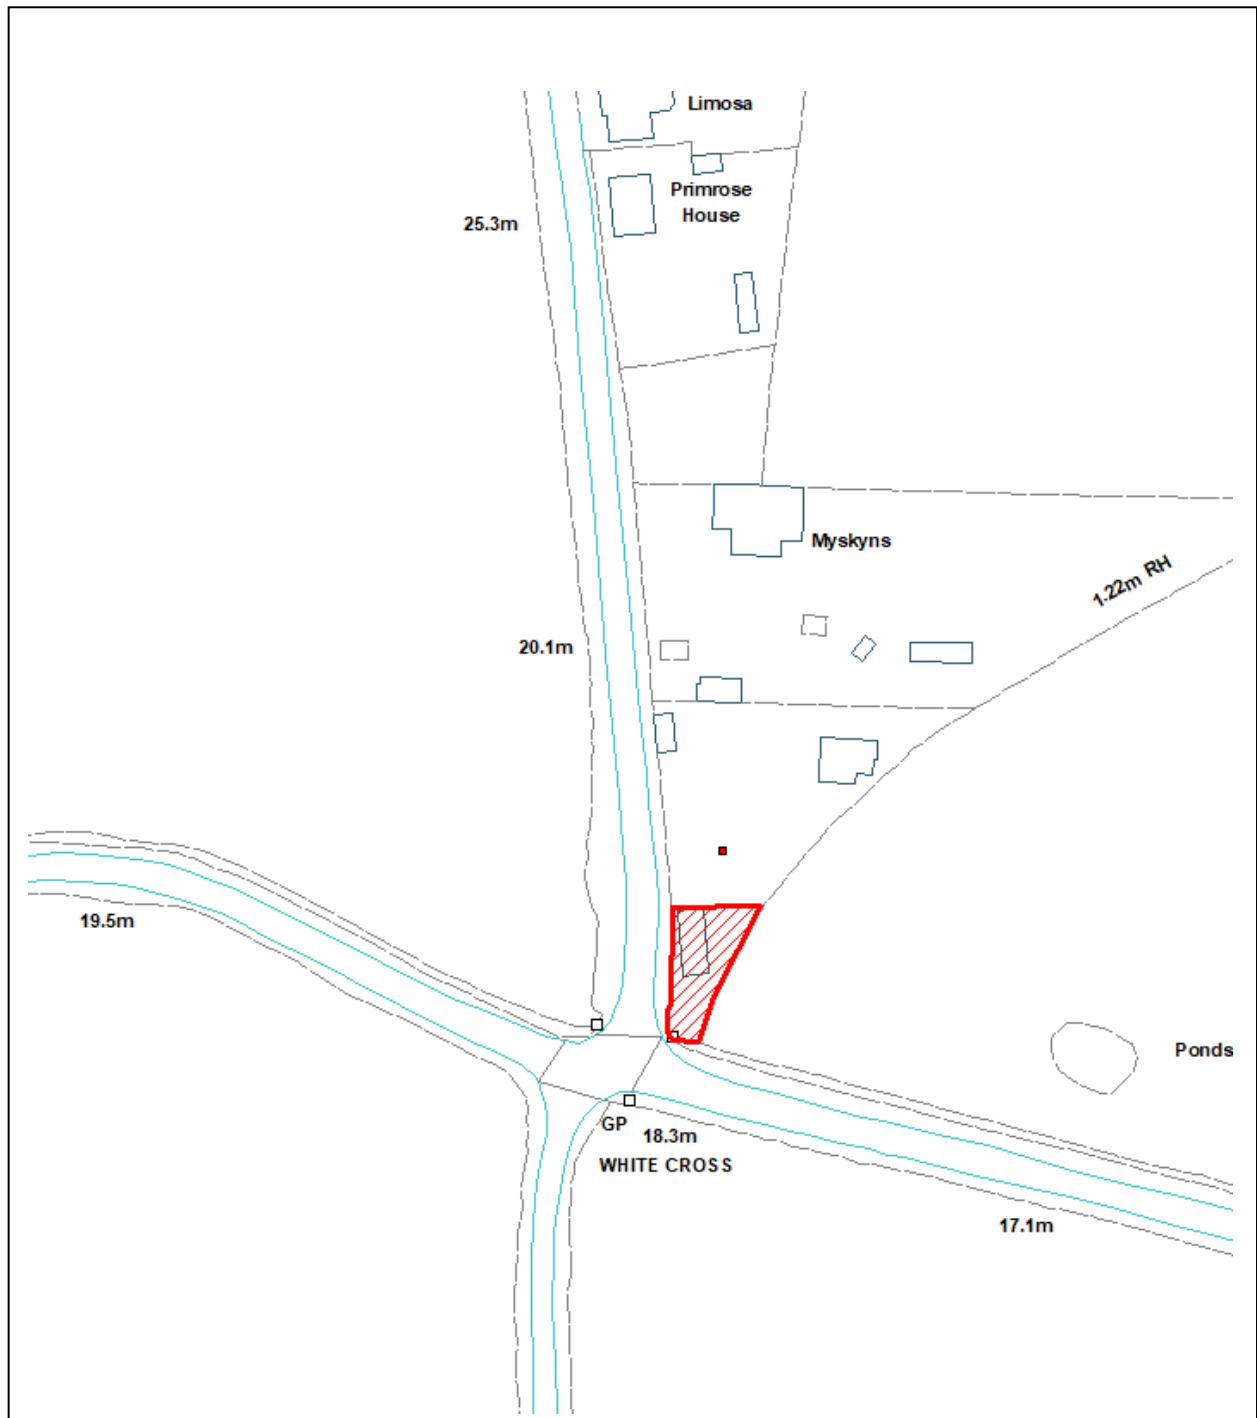 Limosa
Primrose
House
25.3m
Myskyns
1.22m RH
20.1m
19.5m
Ponds
GP
18.3m
WHITE CROSS
17.1m